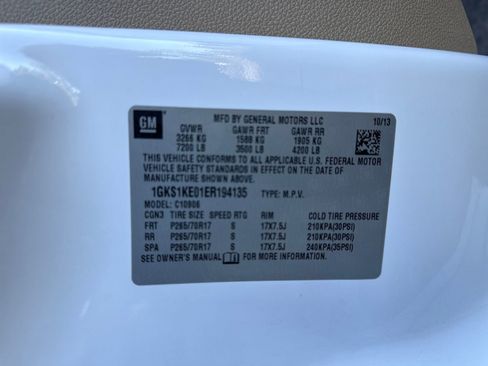 GM
MFD BY GENERAL MOTORS LLC 10/13
GVWR GAWR FRT GAWR RR
3266 KG 1588 KG 1905 KG
7200 LB 3500 LB 4200 LB
THIS VEHICLE CONFORMS TO ALL APPLICABLE U.S. FEDERAL MOTOR
VEHICLE SAFETY STANDARDS IN EFFECT ON THE DATE OF
MANUFACTURE SHOWN ABOVE.
1GKS1KE01ER194135 TYPE: M.P.V.
MODEL: C10906
CGN3 TIRE SIZE SPEED RTG RIM COLD TIRE PRESSURE
FRT P265/70R17 S 17X7.5J 210KPA(30PSI)
RR P265/70R17 S 17X7.5J 210KPA(30PSI)
SPA P265/70R17 S 17X7.5J 240KPA(35PSI)
SEE OWNER'S MANUAL FOR MORE INFORMATION.